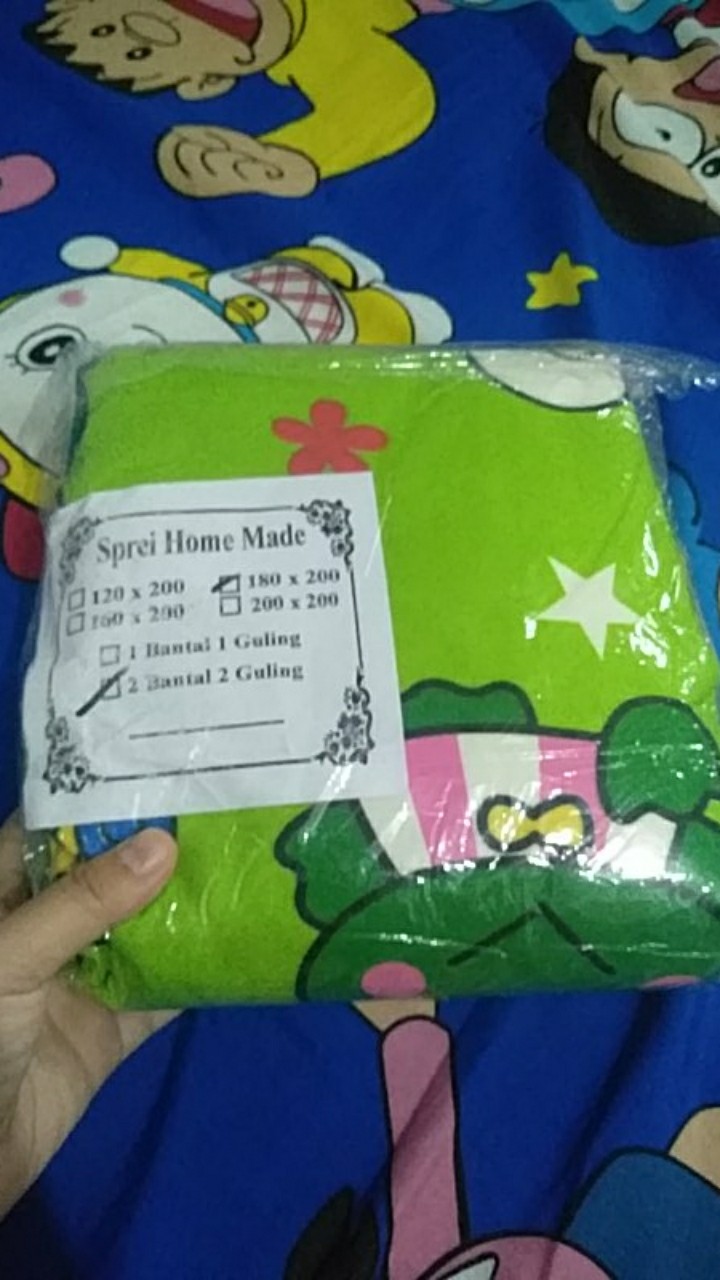 Sprei Home Made
120 x 200 180 x 200
160 x 200 200 x 200
1 Bantal 1 Guling
2 Bantal 2 Guling